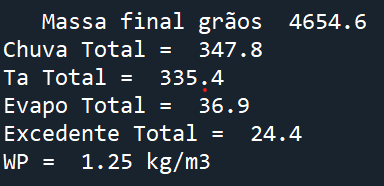 Massa final grãos  4654.6
Chuva Total =  347.8
Ta Total =  335.4
Evapo Total =  36.9
Excedente Total =  24.4
WP =  1.25 kg/m3